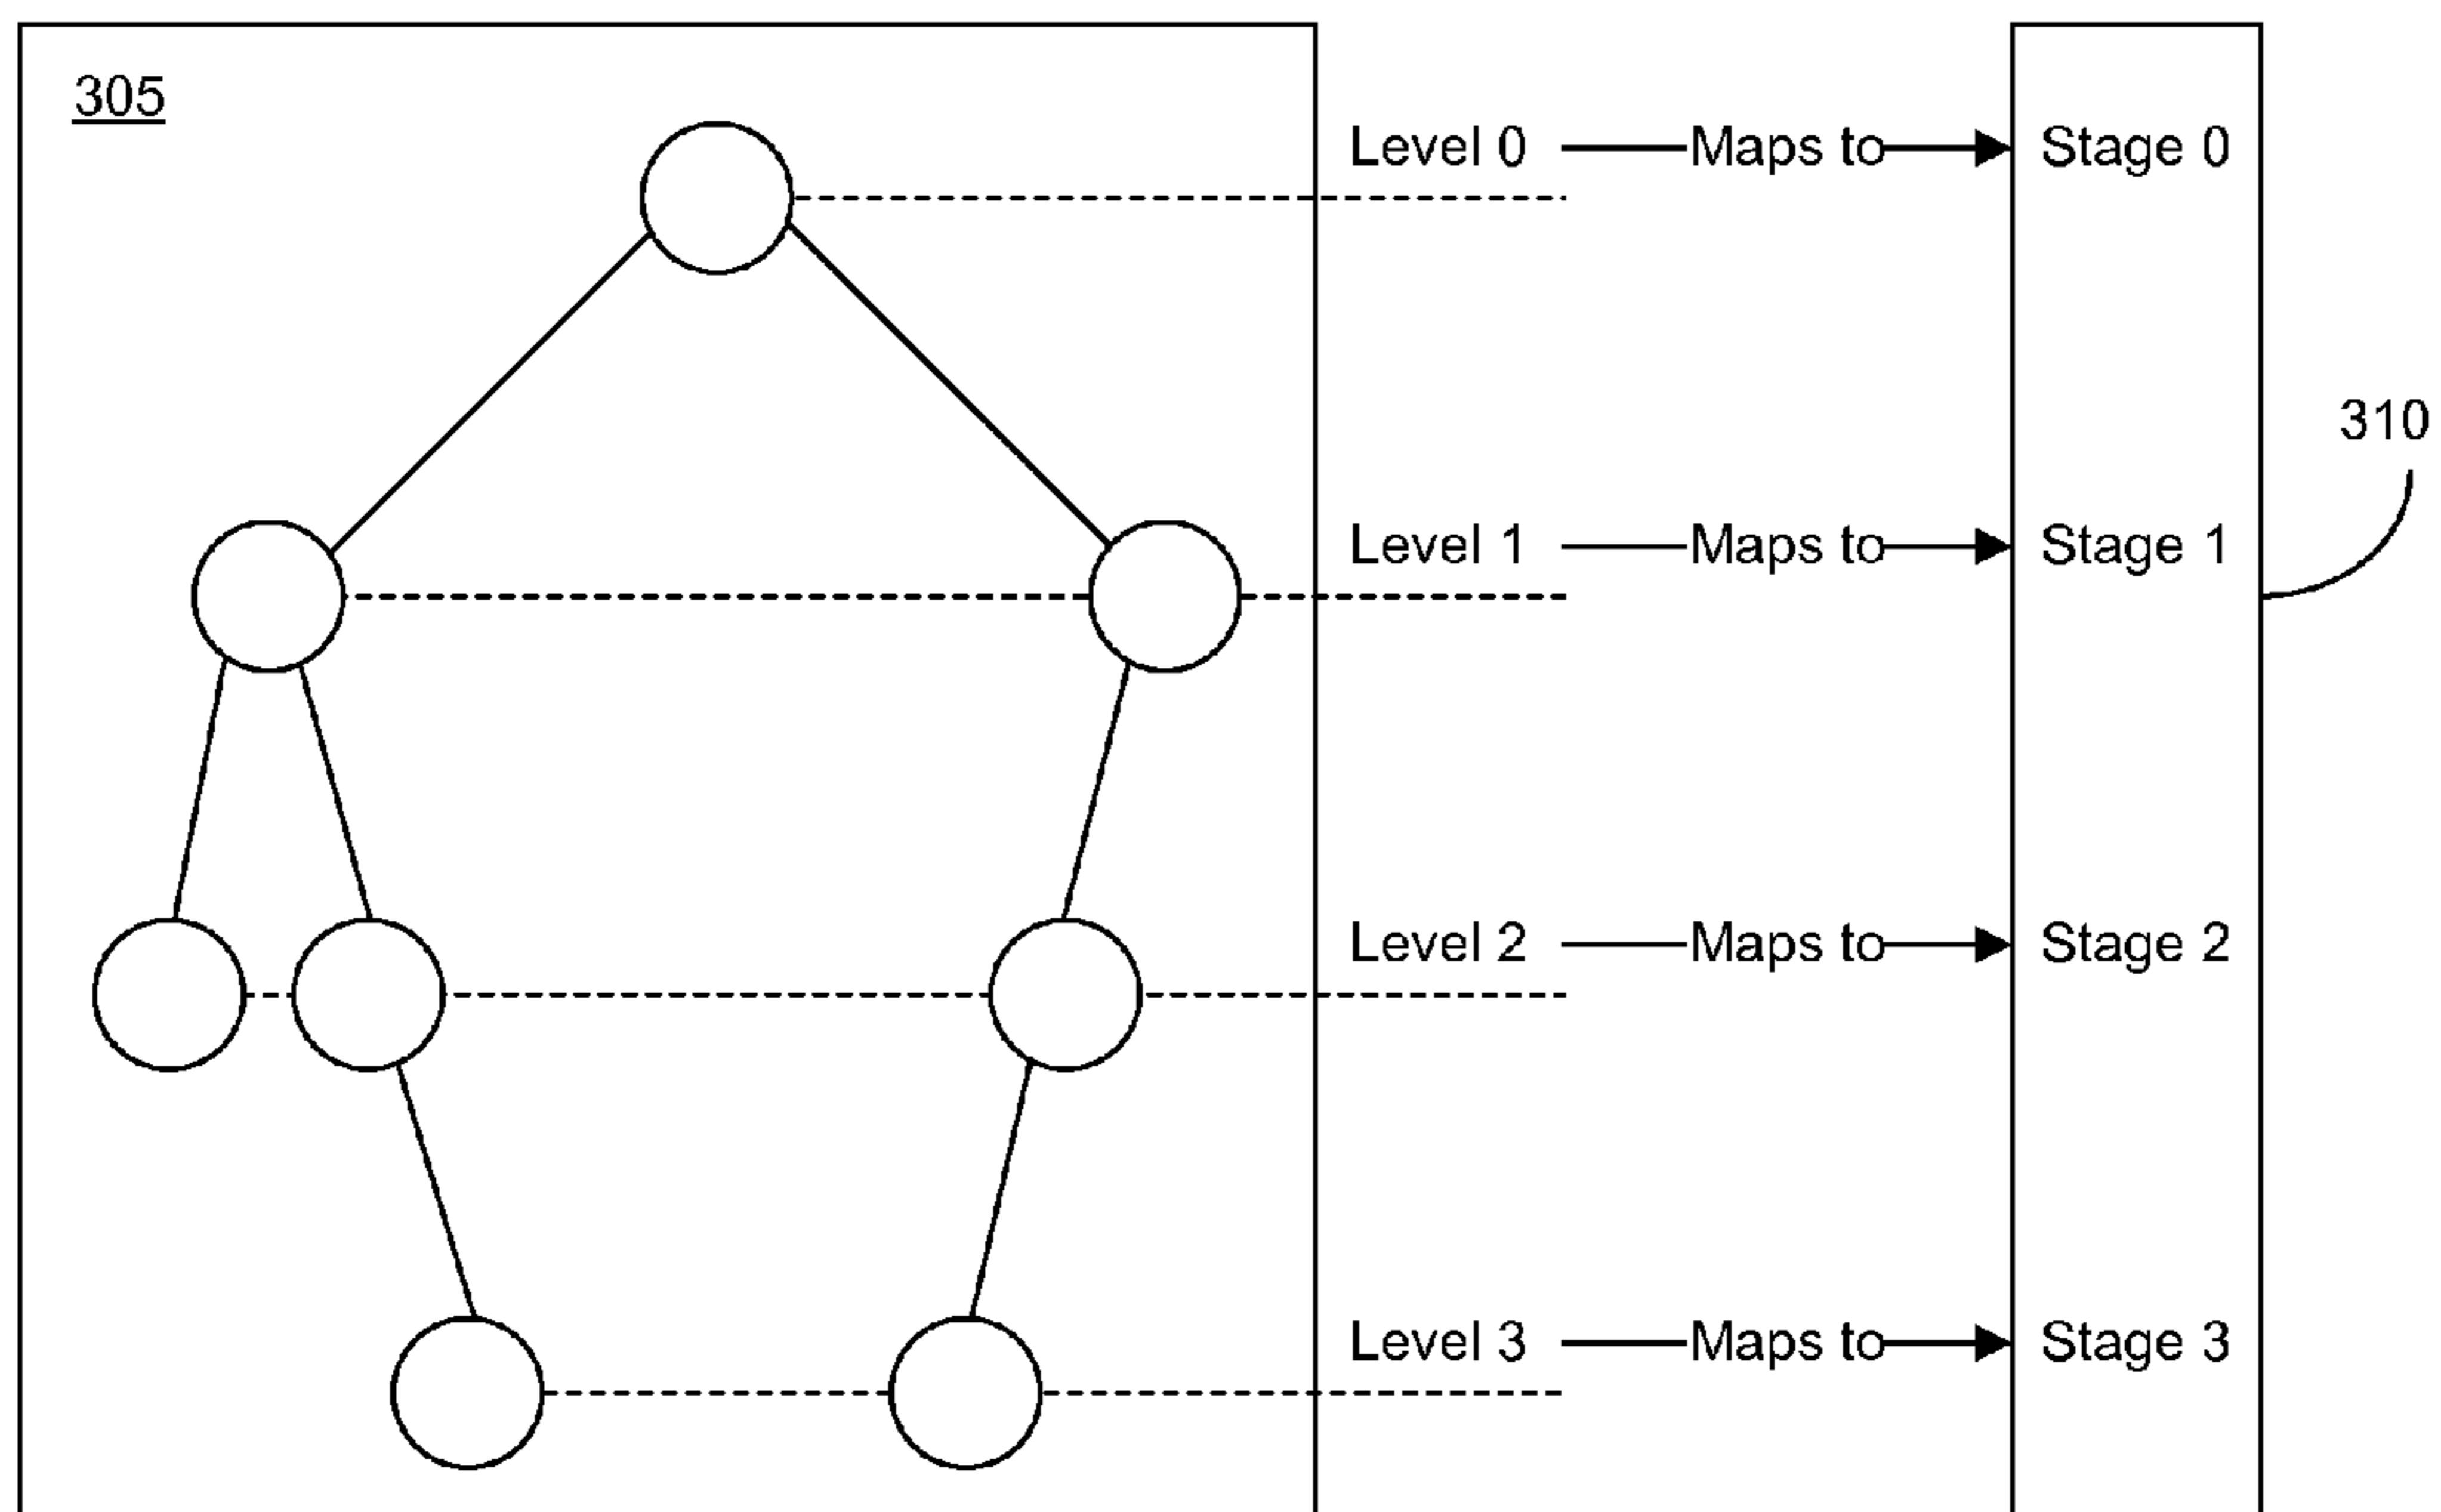 305
Level 0 Maps to Stage 0
310
Level 1 Maps to Stage 1
Level 2 Maps to Stage 2
Level 3 Maps to Stage 3